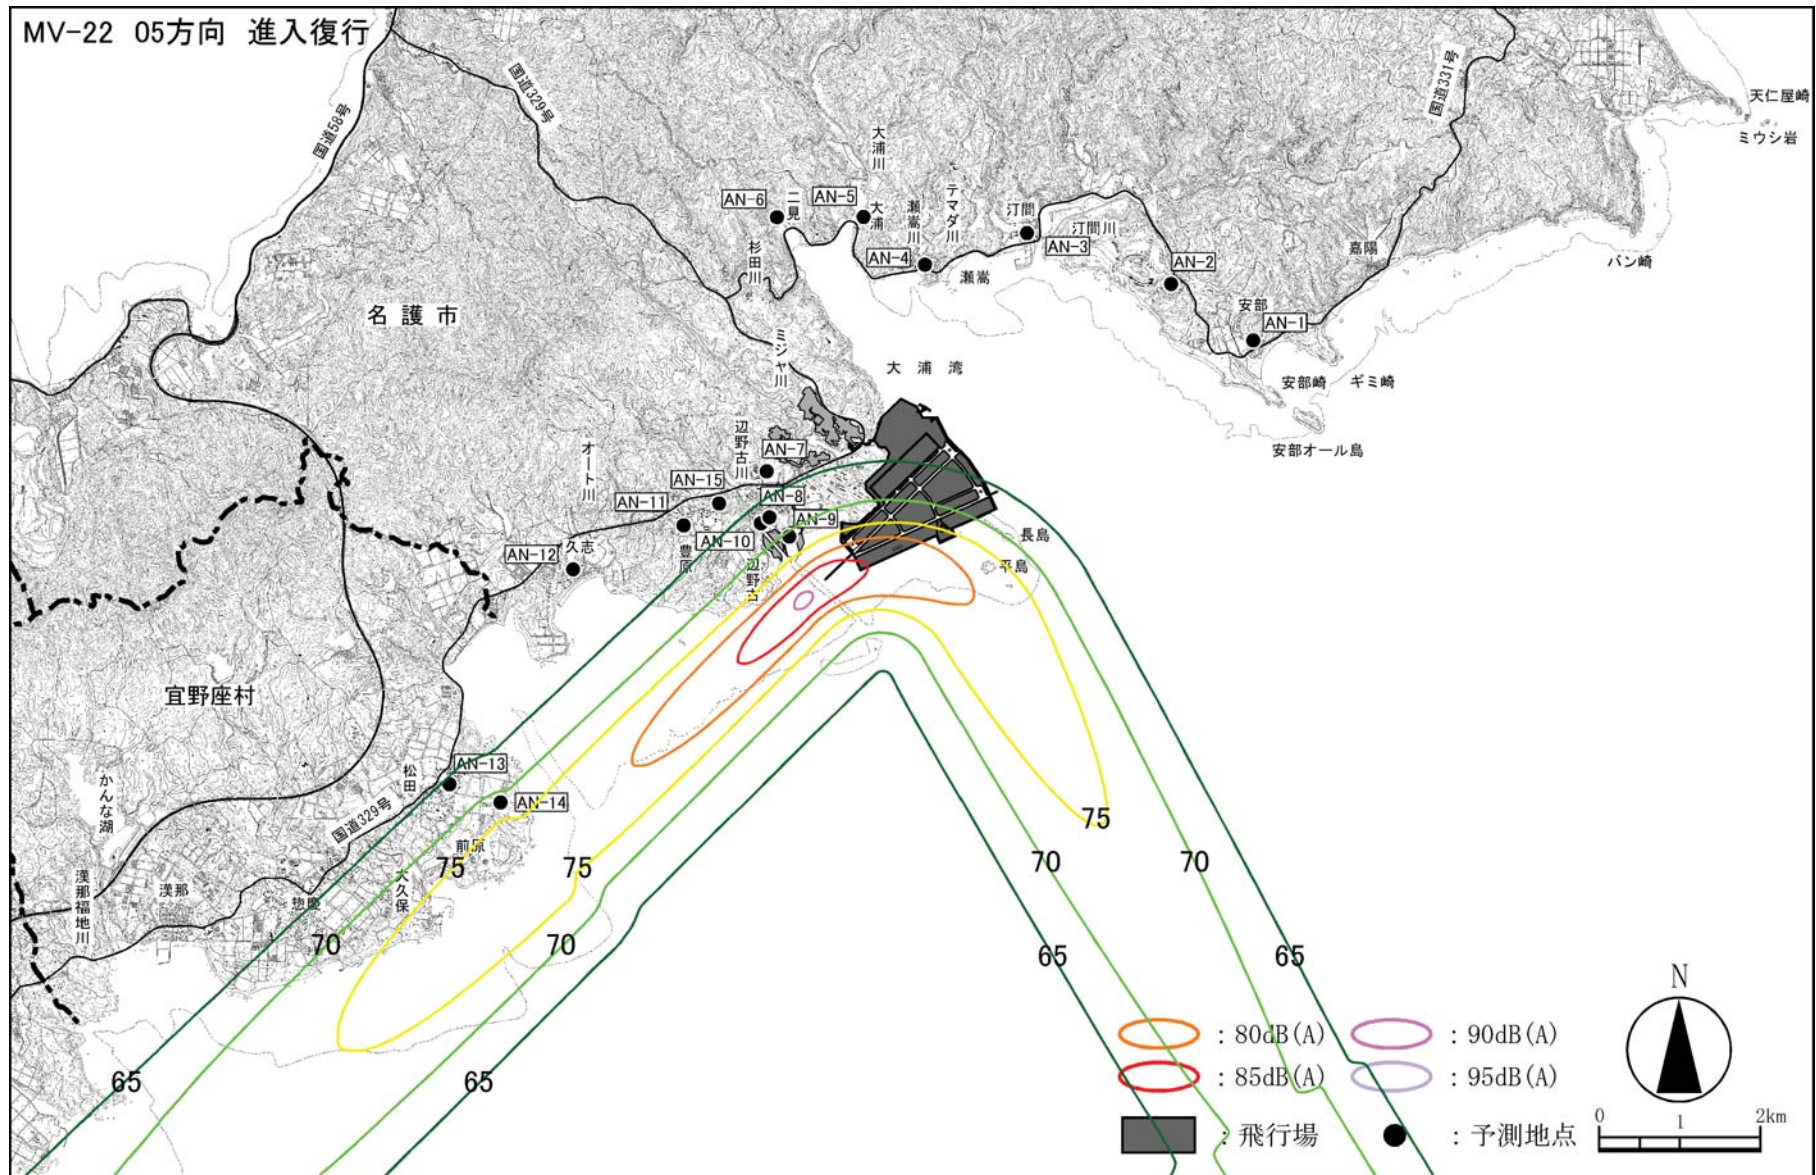 MV-22 05方向 進入復行
国道58号
国道329号
国道331号
天仁屋崎
ミウシ岩
バン崎
嘉陽
大浦川
AN-6
二見
AN-5
大浦
瀬嵩川
テマダ川
汀間
汀間川
AN-3
AN-4
瀬嵩
AN-2
安部
AN-1
杉田川
名護市
ミジャ川
大浦湾
安部崎
ギミ崎
安部オール島
オート川
辺野古川
AN-7
AN-15
AN-11
AN-8
AN-9
AN-10
豊原
辺野古
長島
平島
AN-12
久志
宜野座村
かんな湖
松田
AN-13
AN-14
国道329号
前原
75
75
75
大久保
漢那福地川
漢那
惣慶
70
70
70
70
65
65
65
65
N
: 80dB(A)
: 90dB(A)
: 85dB(A)
: 95dB(A)
: 飛行場
: 予測地点
0 1 2km